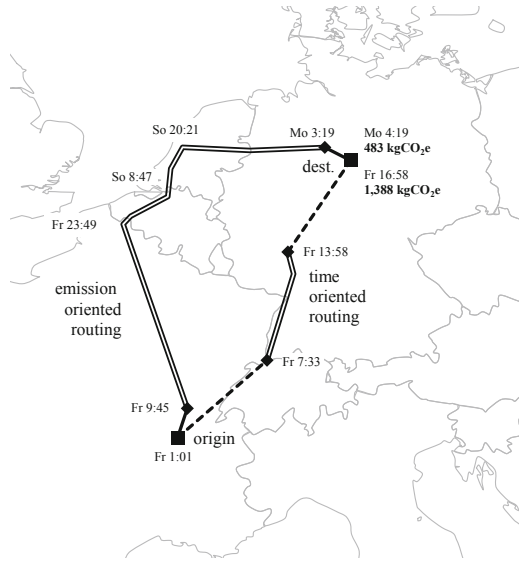 So 20:21
Mo 3:19
Mo 4:19
483 kgCO₂e
dest.
Fr 16:58
1,388 kgCO₂e
So 8:47
Fr 23:49
Fr 13:58
emission
oriented
routing
time
oriented
routing
Fr 7:33
Fr 9:45
origin
Fr 1:01